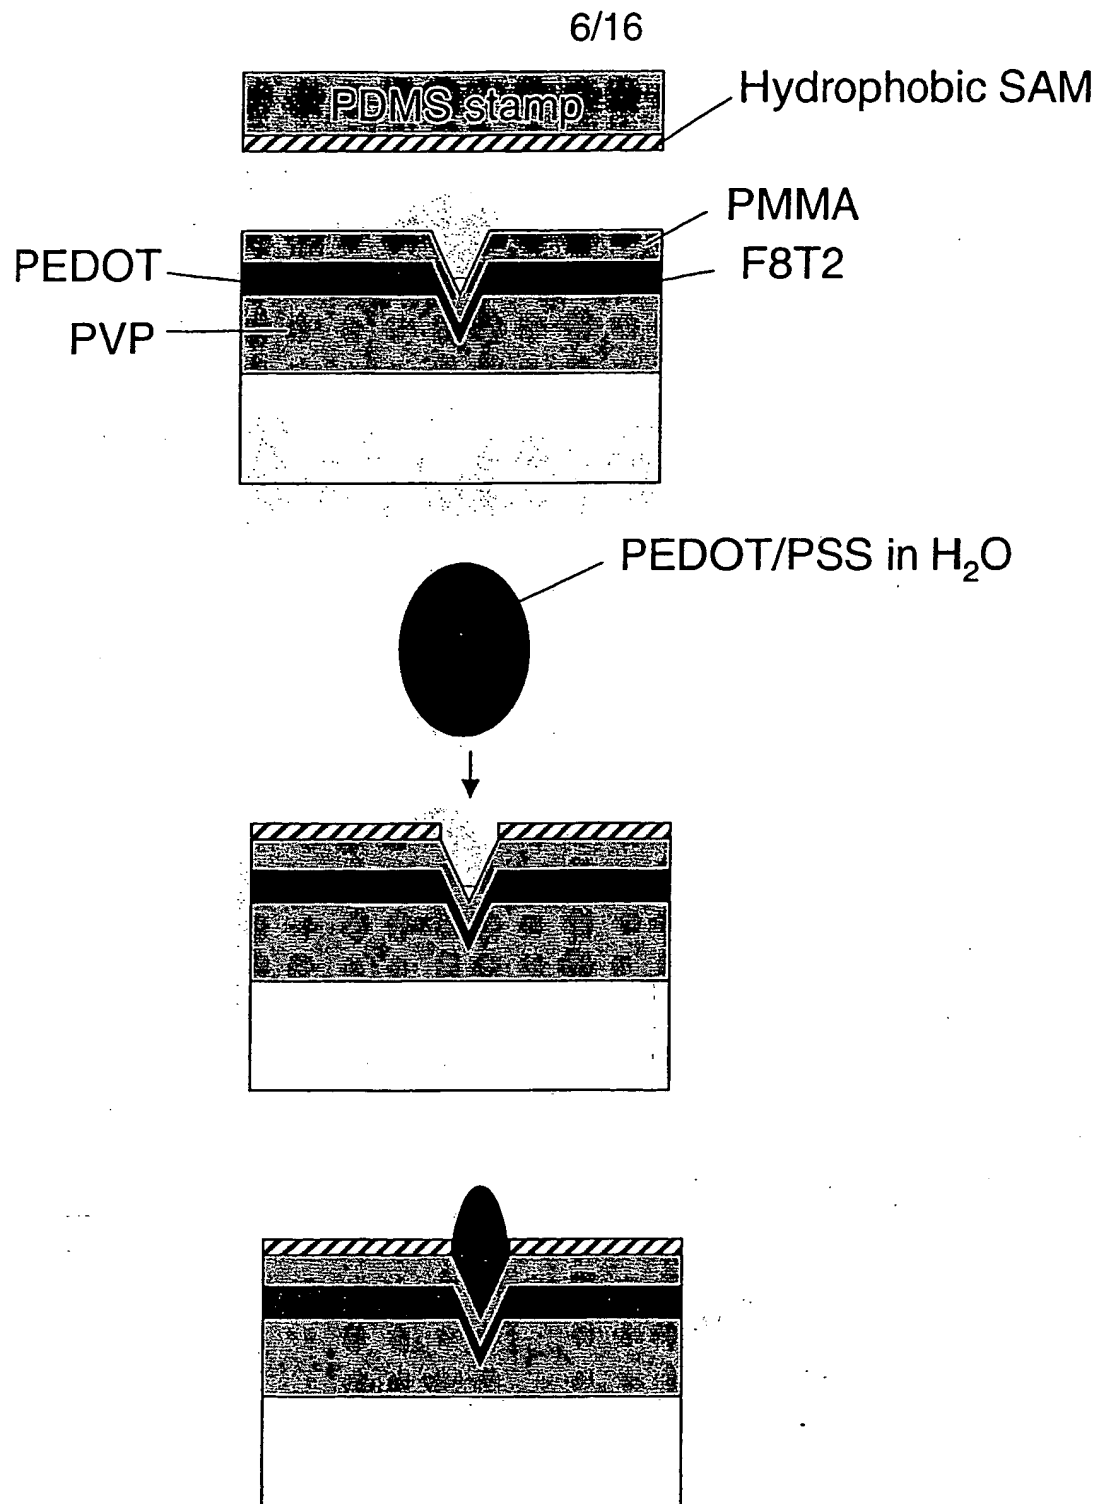 6/16
PDMS stamp
Hydrophobic SAM
PMMA
PEDOT
F8T2
PVP
PEDOT/PSS in H₂O